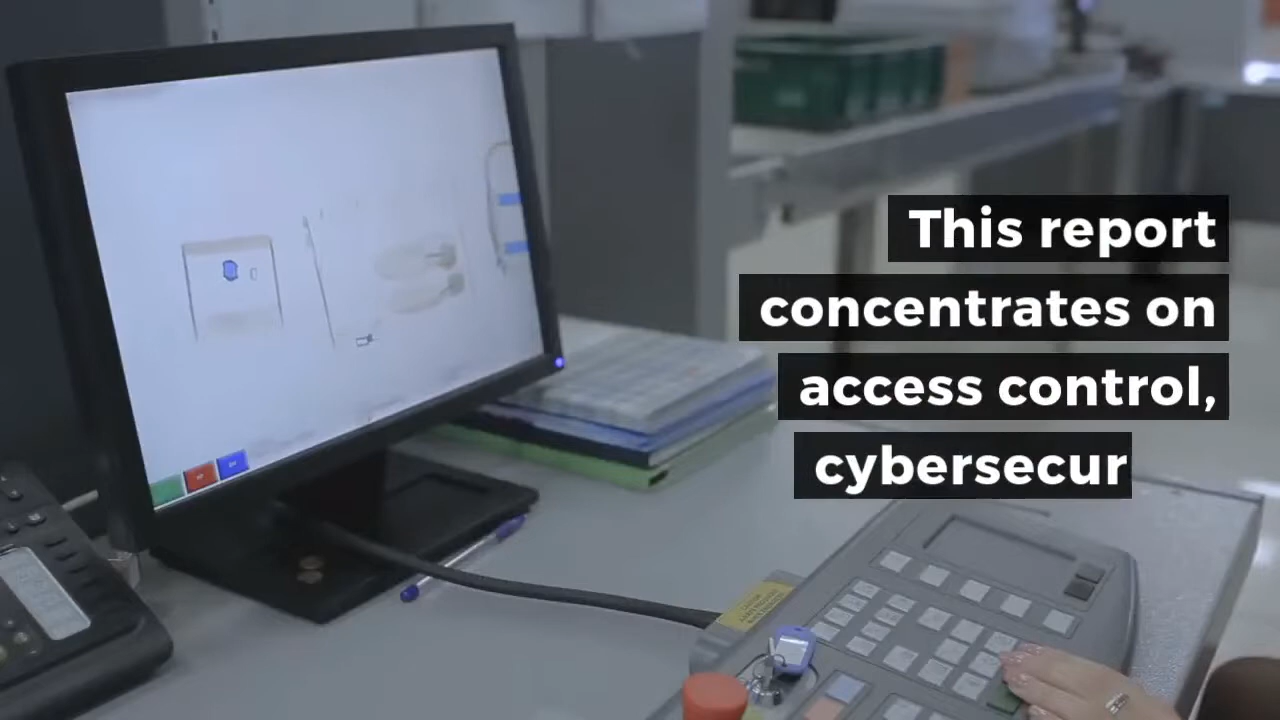 This report
concentrates on
access control,
cybersecur